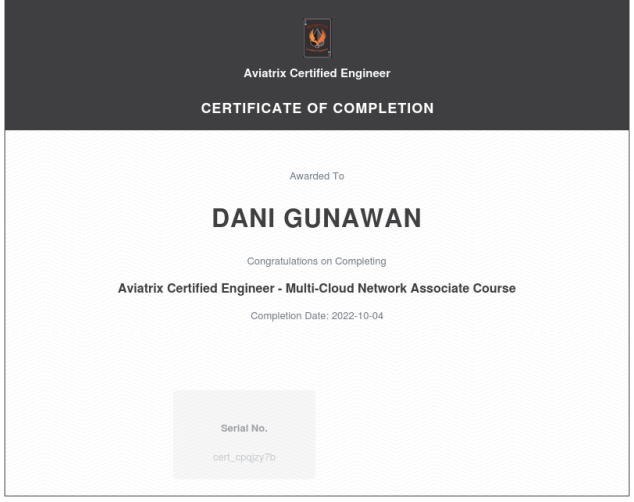 Aviatrix Certified Engineer
CERTIFICATE OF COMPLETION
Awarded To
DANI GUNAWAN
Congratulations on Completing
Aviatrix Certified Engineer - Multi-Cloud Network Associate Course
Completion Date: 2022-10-04
Serial No.
cert_cpqjzy7b